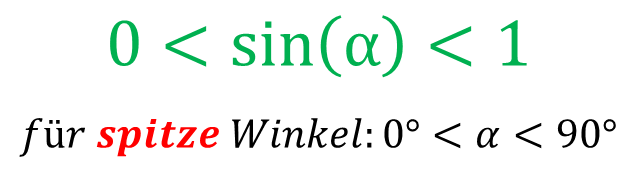 0 < sin(α) < 1
für spitze Winkel: 0° < α < 90°